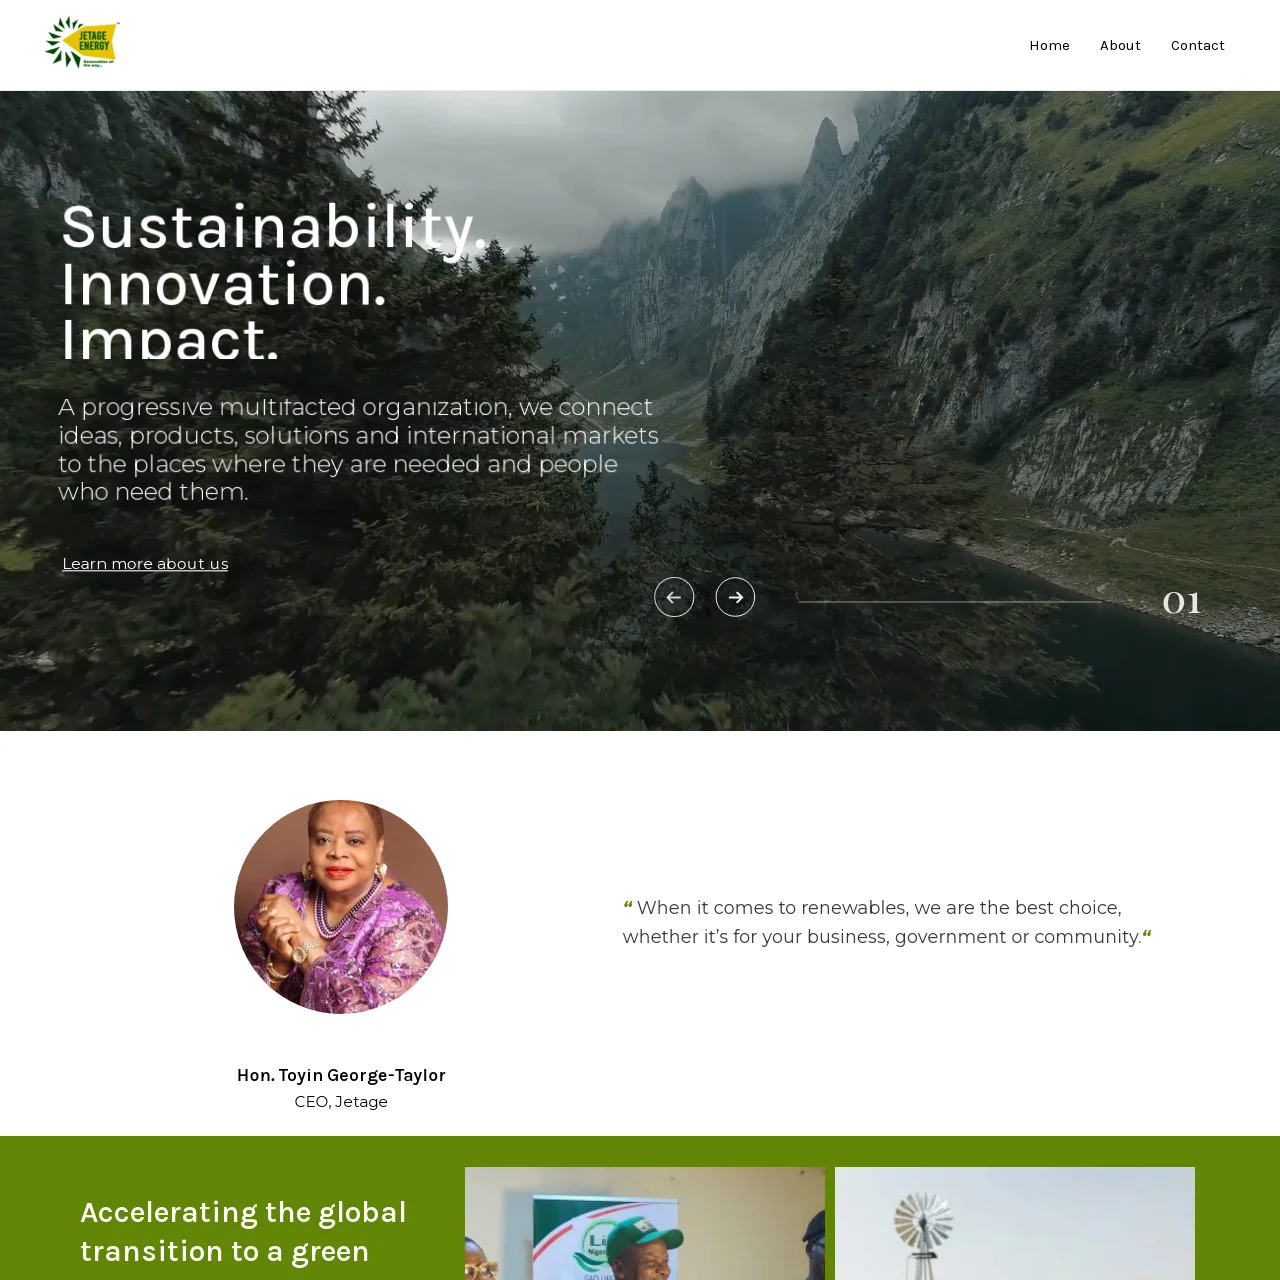 JETAGE
ENERGY
Renewables all
the way...
Home
About
Contact
Sustainability.
Innovation.
Impact.
A progressive multifacted organization, we connect
ideas, products, solutions and international markets
to the places where they are needed and people
who need them.
Learn more about us
01
“ When it comes to renewables, we are the best choice,
whether it’s for your business, government or community.“
Hon. Toyin George-Taylor
CEO, Jetage
Accelerating the global
transition to a green